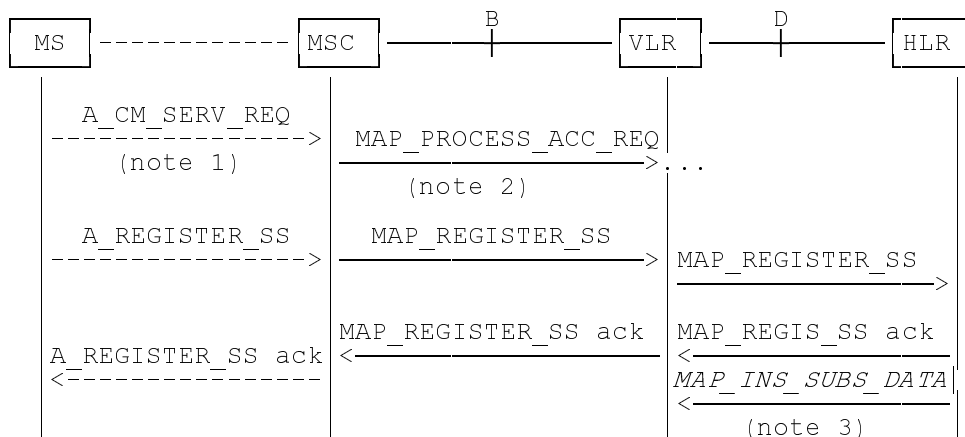 B D
MS MSC VLR HLR
A_CM_SERV_REQ
MAP_PROCESS_ACC_REQ
(note 1) ...
(note 2)
A_REGISTER_SS MAP_REGISTER_SS
MAP_REGISTER_SS
MAP_REGISTER_SS ack MAP_REGIS_SS ack
A_REGISTER_SS ack
MAP_INS_SUBS_DATA
(note 3)